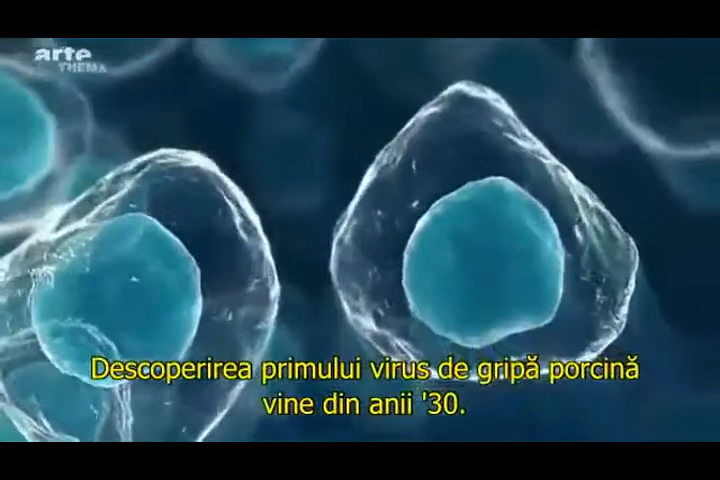 arte
THEMA
Descoperirea primului virus de gripă porcină
vine din anii '30.